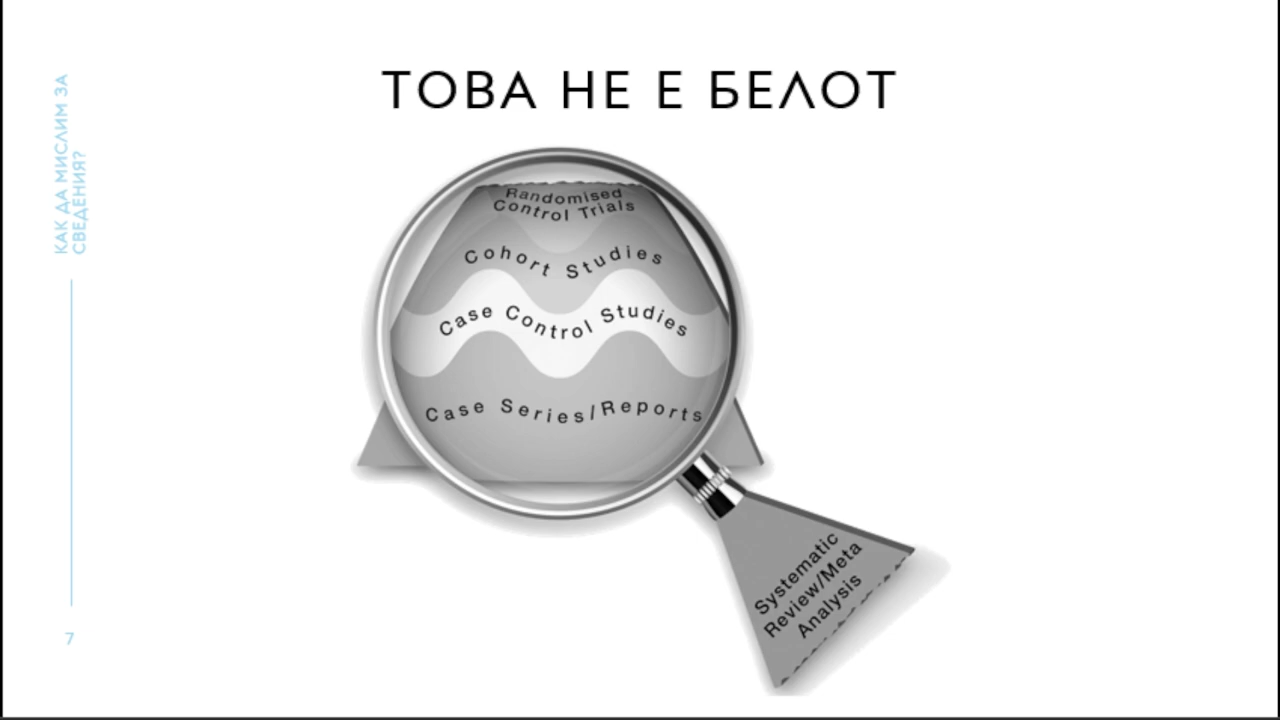 ТОВА НЕ Е БЕЛОТ
КАК ДА МИСЛИМ ЗА
СВЕДЕНИЯ?
Randomised
Control Trials
Cohort Studies
Case Control Studies
Case Series/Reports
Systematic
Review/Meta
Analysis
7